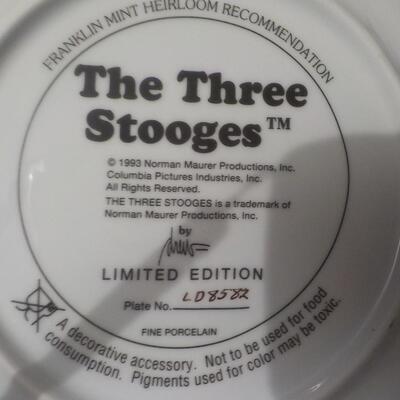 FRANKLIN MINT HEIRLOOM RECOMMENDATION
The Three
Stooges™
© 1993 Norman Maurer Productions, Inc.
Columbia Pictures Industries, Inc.
All Rights Reserved.
THE THREE STOOGES is a trademark of
Norman Maurer Productions, Inc.
by
LIMITED EDITION
Plate No. LD8582
FINE PORCELAIN
A decorative accessory. Not to be used for food
consumption. Pigments used for color may be toxic.